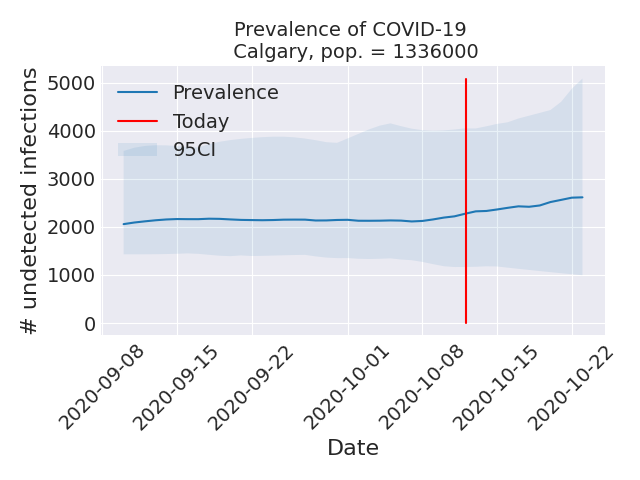 Prevalence of COVID-19
Calgary, pop. = 1336000
# undetected infections
5000
4000
3000
2000
1000
0
Prevalence
Today
95CI
2020-09-08
2020-09-15
2020-09-22
2020-10-01
2020-10-08
2020-10-15
2020-10-22
Date